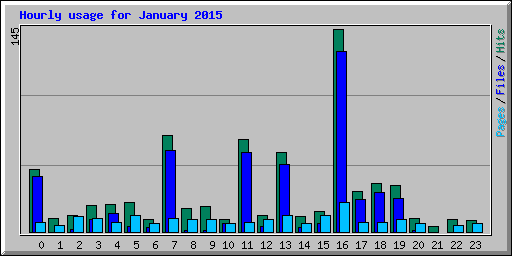 Hourly usage for January 2015
145
Pages/Files/Hits
0 1 2 3 4 5 6 7 8 9 10 11 12 13 14 15 16 17 18 19 20 21 22 23